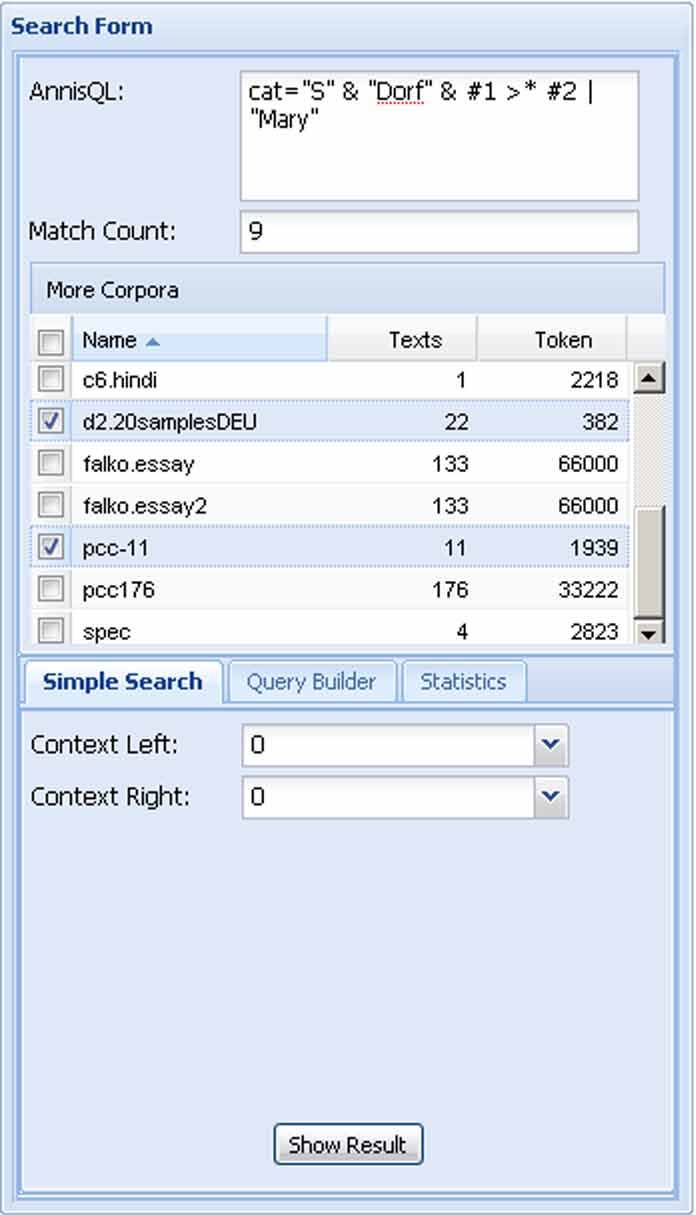 Search Form
AnnisQL:
cat="S" & "Dorf" & #1 >* #2 |
"Mary"
Match Count:
9
More Corpora
Name Texts Token
c6.hindi 1 2218
d2.20samplesDEU 22 382
falko.essay 133 66000
falko.essay2 133 66000
pcc-11 11 1939
pcc176 176 33222
spec 4 2823
Simple Search Query Builder Statistics
Context Left: 0
Context Right: 0
Show Result